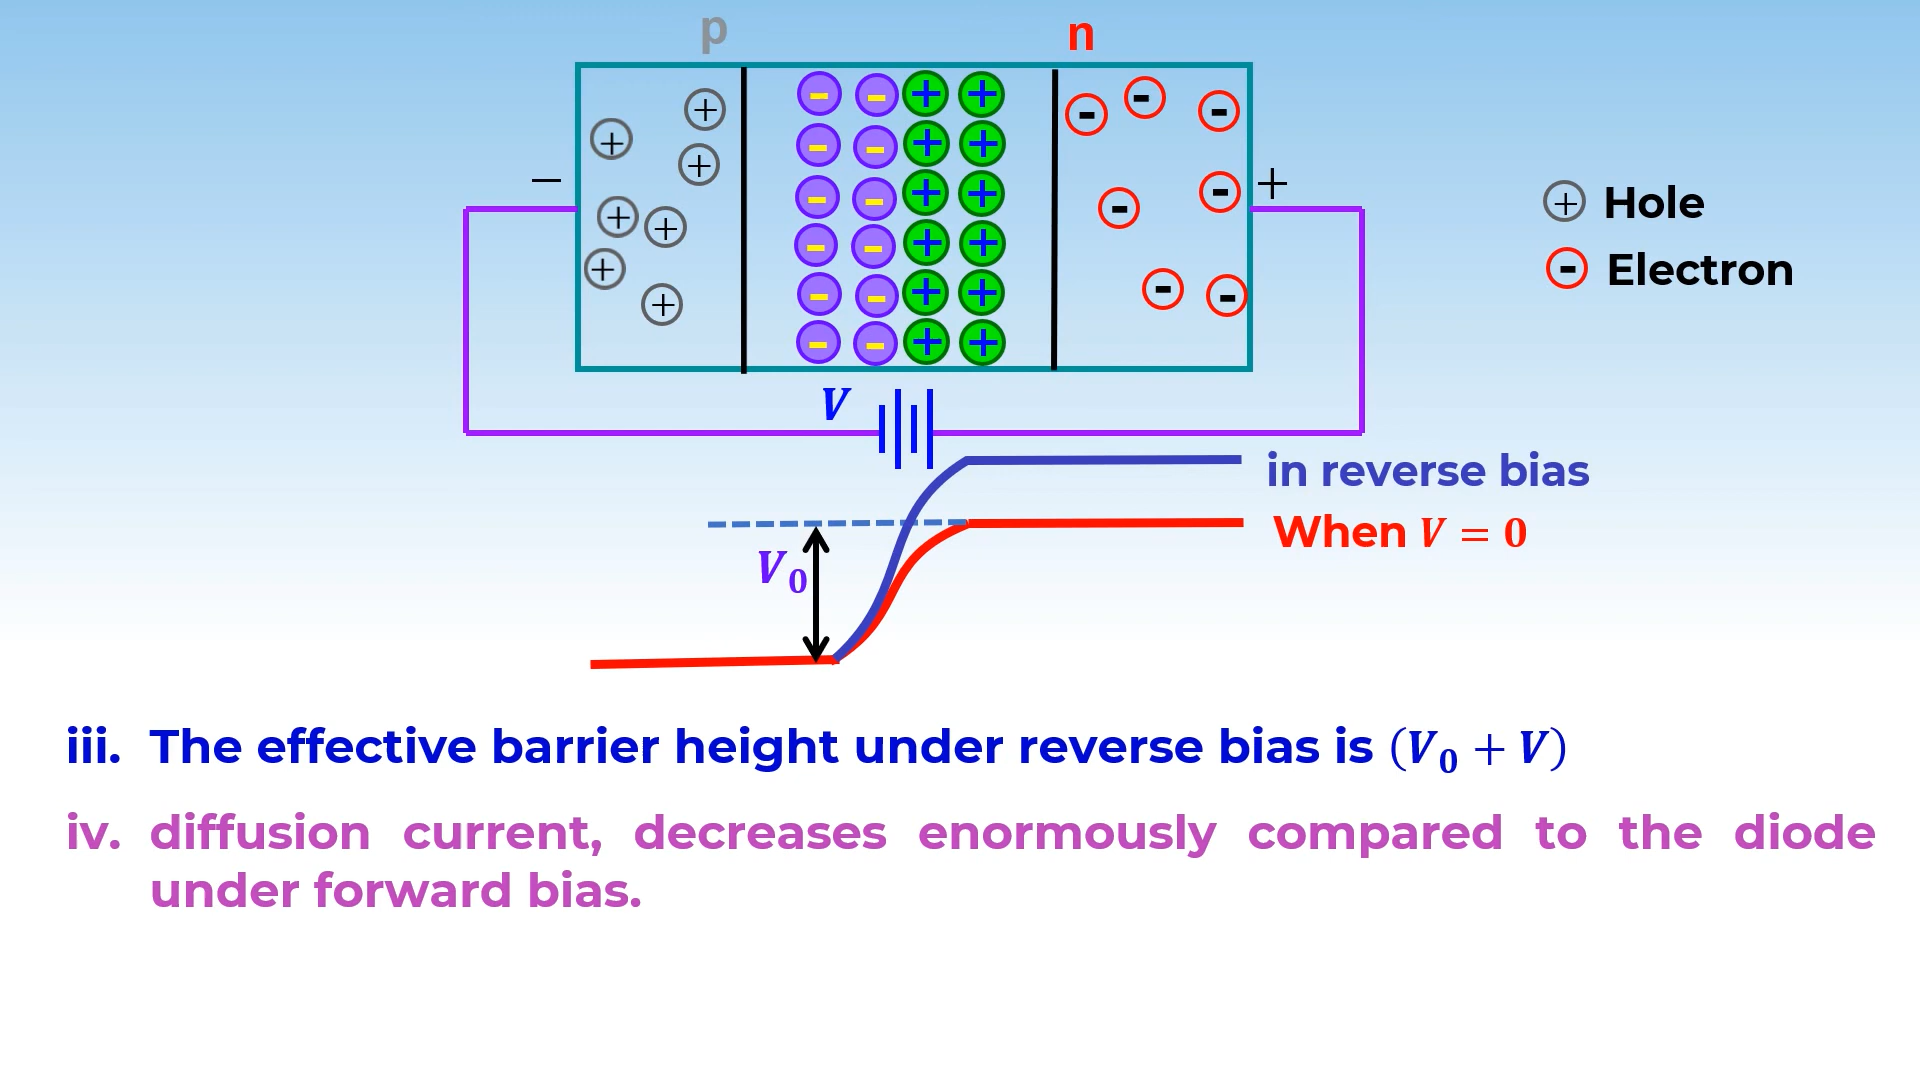 p
n
– +
+ Hole
- Electron
V
in reverse bias
When V = 0
V₀
iii. The effective barrier height under reverse bias is (V₀ + V)
iv. diffusion current, decreases enormously compared to the diode
under forward bias.